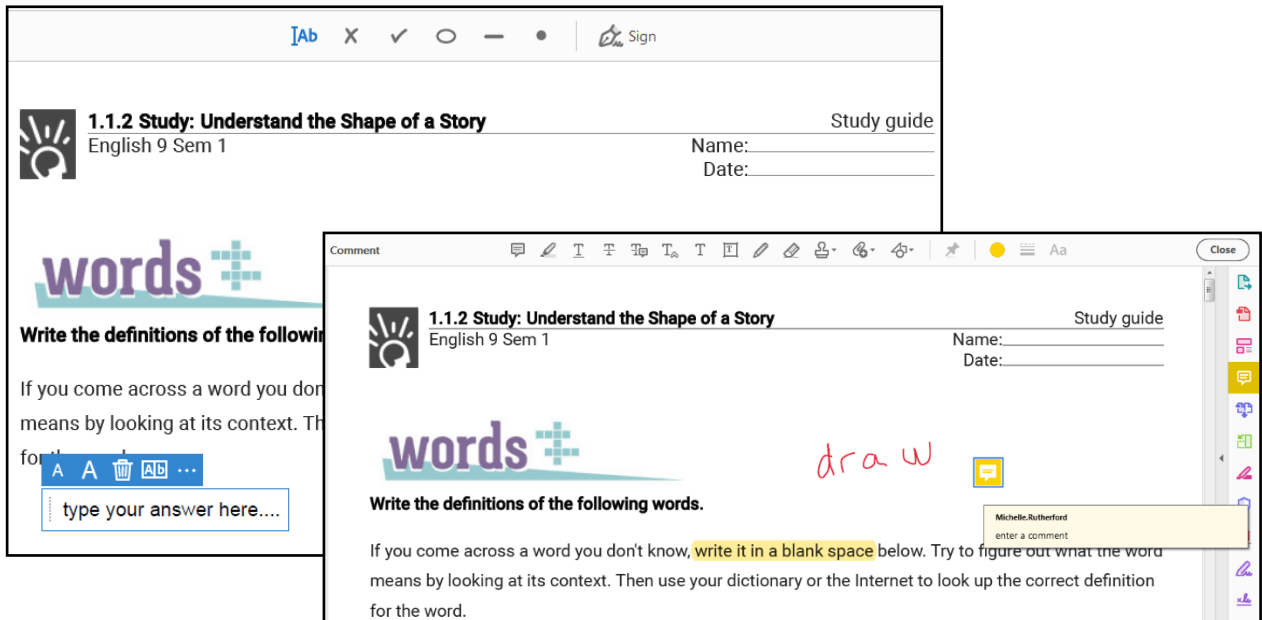 Ab Sign
1.1.2 Study: Understand the Shape of a Story Study guide
English 9 Sem 1 Name:
Date:
words
Write the definitions of the
If you come across a word you
means by looking at its context.
A A Ab ...
type your answer here....
Comment T T T T T T Aa Close
1.1.2 Study: Understand the Shape of a Story Study guide
English 9 Sem 1 Name:
Date:
words
draw
Write the definitions of the following words.
Michelle.Rutherford
enter a comment
If you come across a word you don't know, write it in a blank space below. Try to figure out what the word
means by looking at its context. Then use your dictionary or the Internet to look up the correct definition
for the word.